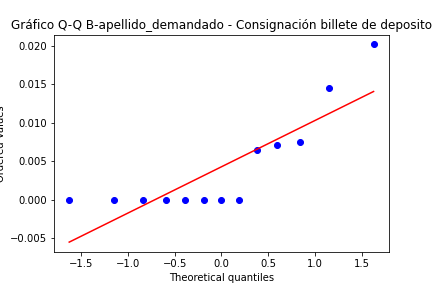 Gráfico Q-Q B-apellido_demandado - Consignación billete de deposito
0.020
0.015
0.010
0.005
0.000
−0.005
Ordered Values
−1.5 −1.0 −0.5 0.0 0.5 1.0 1.5
Theoretical quantiles